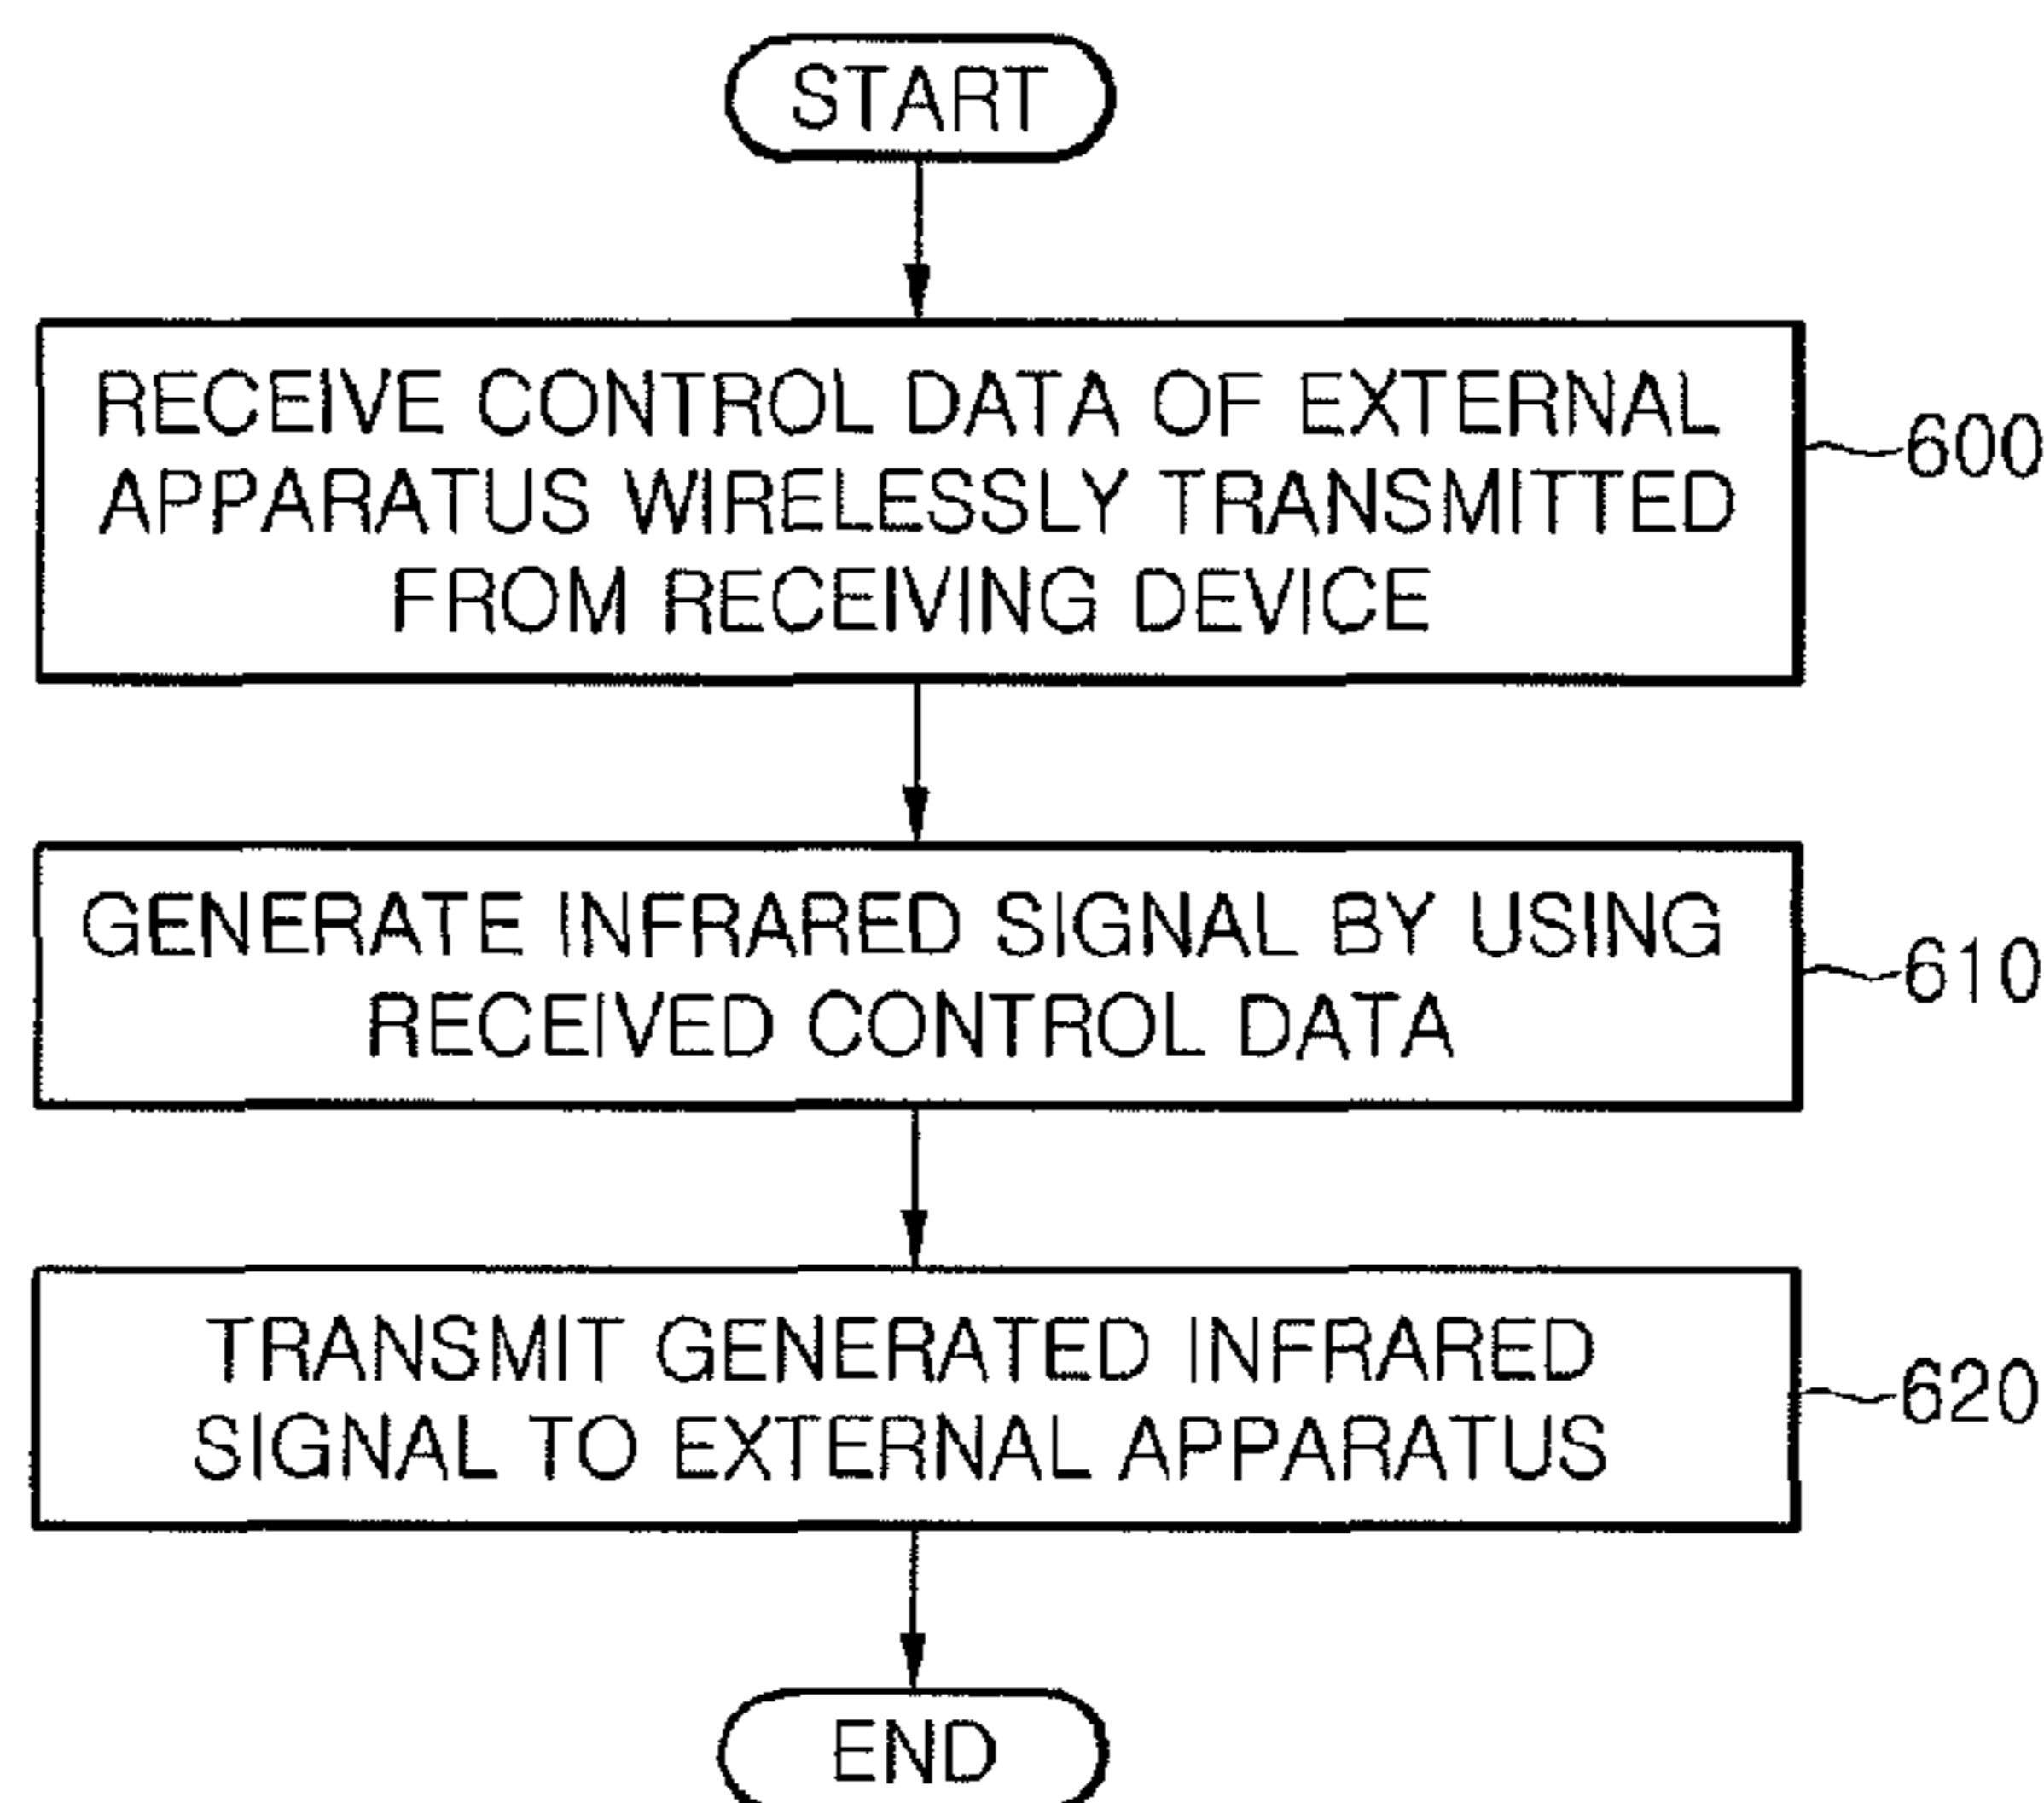 START
RECEIVE CONTROL DATA OF EXTERNAL
APPARATUS WIRELESSLY TRANSMITTED
FROM RECEIVING DEVICE
600
GENERATE INFRARED SIGNAL BY USING
RECEIVED CONTROL DATA
610
TRANSMIT GENERATED INFRARED
SIGNAL TO EXTERNAL APPARATUS
620
END